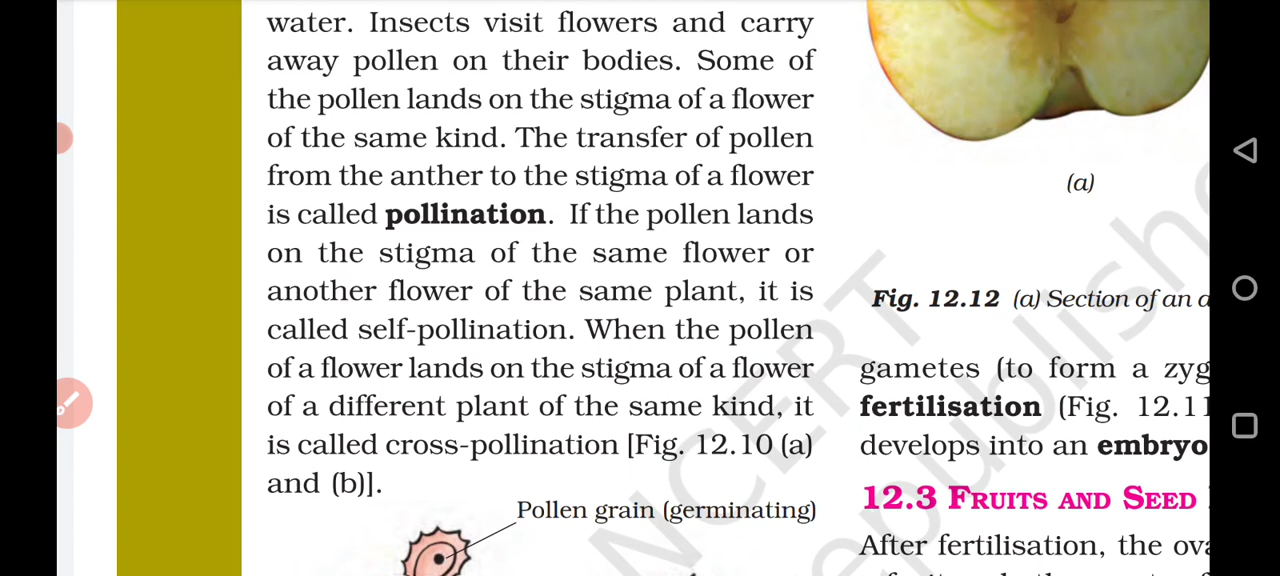 water. Insects visit flowers and carry
away pollen on their bodies. Some of
the pollen lands on the stigma of a flower
of the same kind. The transfer of pollen
from the anther to the stigma of a flower
is called pollination. If the pollen lands
on the stigma of the same flower or
another flower of the same plant, it is
called self-pollination. When the pollen
of a flower lands on the stigma of a flower
of a different plant of the same kind, it
is called cross-pollination [Fig. 12.10 (a)
and (b)].
Pollen grain (germinating)
(a)
Fig. 12.12 (a) Section of an a
gametes (to form a zyg
fertilisation (Fig. 12.11
develops into an embryo
12.3 FRUITS AND SEED
After fertilisation, the ova
NCERT
republishe